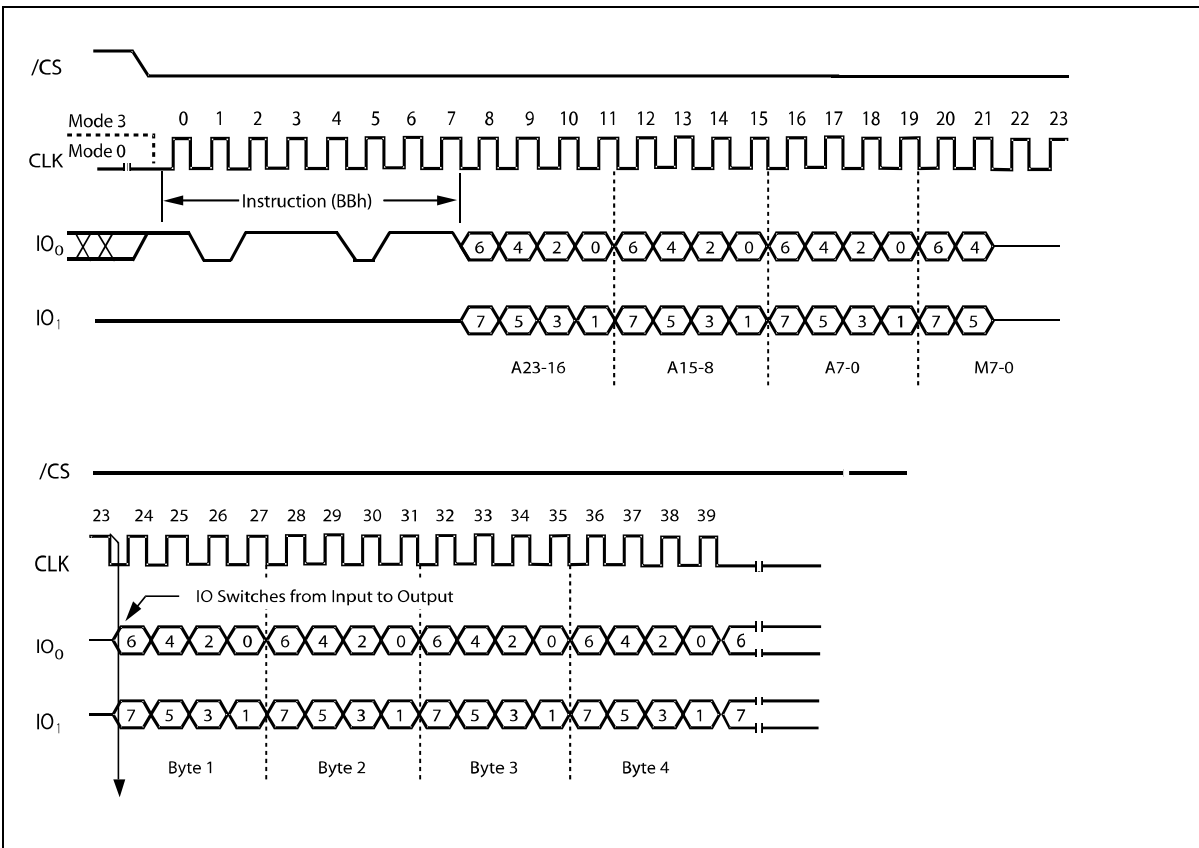 /CS
Mode 3
0 1 2 3 4 5 6 7 8 9 10 11 12 13 14 15 16 17 18 19 20 21 22 23
Mode 0
CLK
Instruction (BBh)
IO0 6 4 2 0 6 4 2 0 6 4 2 0 6 4
IO1 7 5 3 1 7 5 3 1 7 5 3 1 7 5
A23-16 A15-8 A7-0 M7-0
/CS
23 24 25 26 27 28 29 30 31 32 33 34 35 36 37 38 39
CLK
IO Switches from Input to Output
IO0 6 4 2 0 6 4 2 0 6 4 2 0 6 4 2 0 6
IO1 7 5 3 1 7 5 3 1 7 5 3 1 7 5 3 1 7
Byte 1 Byte 2 Byte 3 Byte 4